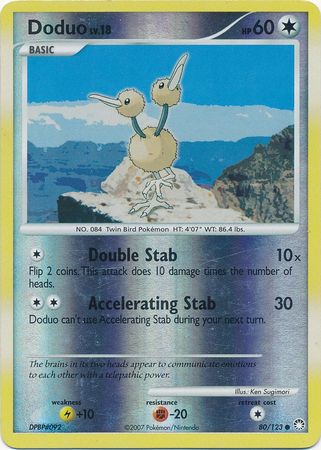 Doduo LV.18 HP 60
BASIC
NO. 084 Twin Bird Pokémon HT: 4'07" WT: 86.4 lbs.
Double Stab 10x
Flip 2 coins. This attack does 10 damage times the number of
heads.
Accelerating Stab 30
Doduo can't use Accelerating Stab during your next turn.
The brains in its two heads appear to communicate emotions
to each other with a telepathic power.
Illus. Ken Sugimori
weakness resistance retreat cost
+10 -20
DPBP#092 ©2007 Pokémon/Nintendo 80/123